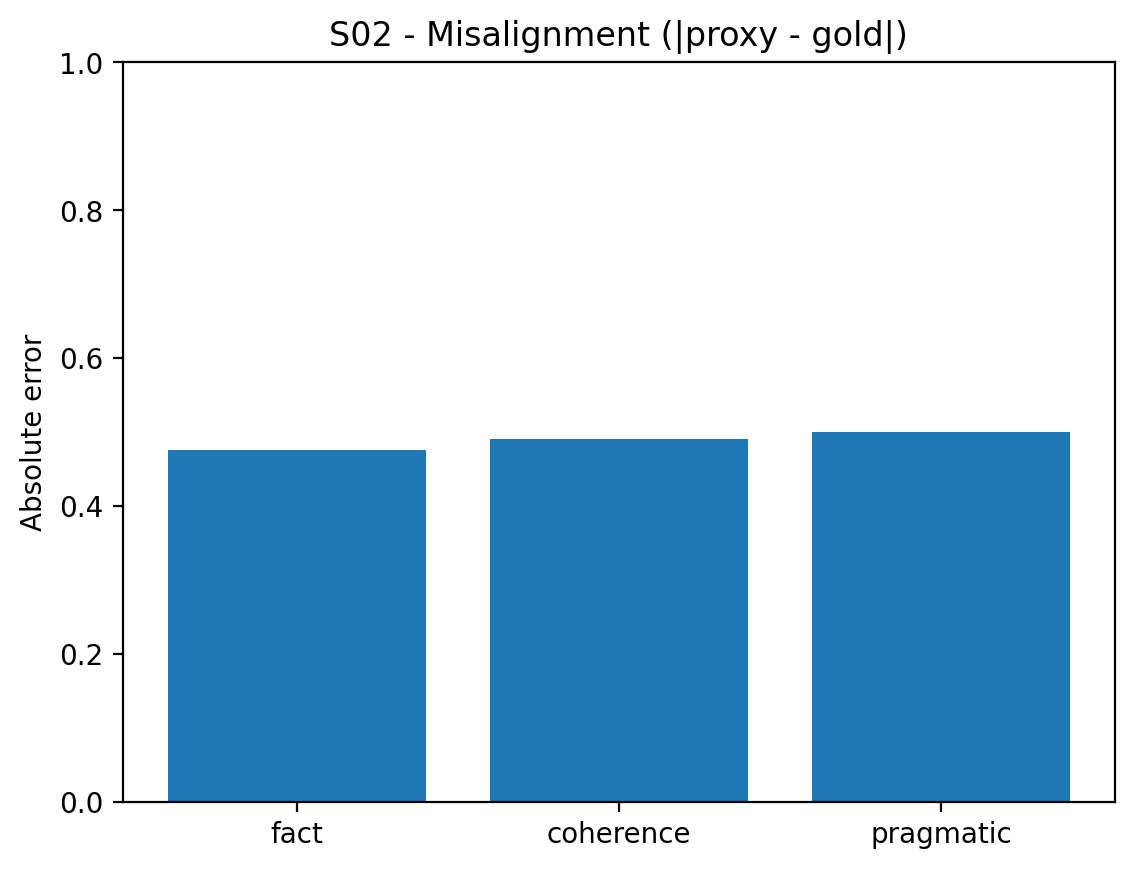 S02 - Misalignment (|proxy - gold|)
1.0
0.8
0.6
0.4
0.2
0.0
Absolute error
fact coherence pragmatic